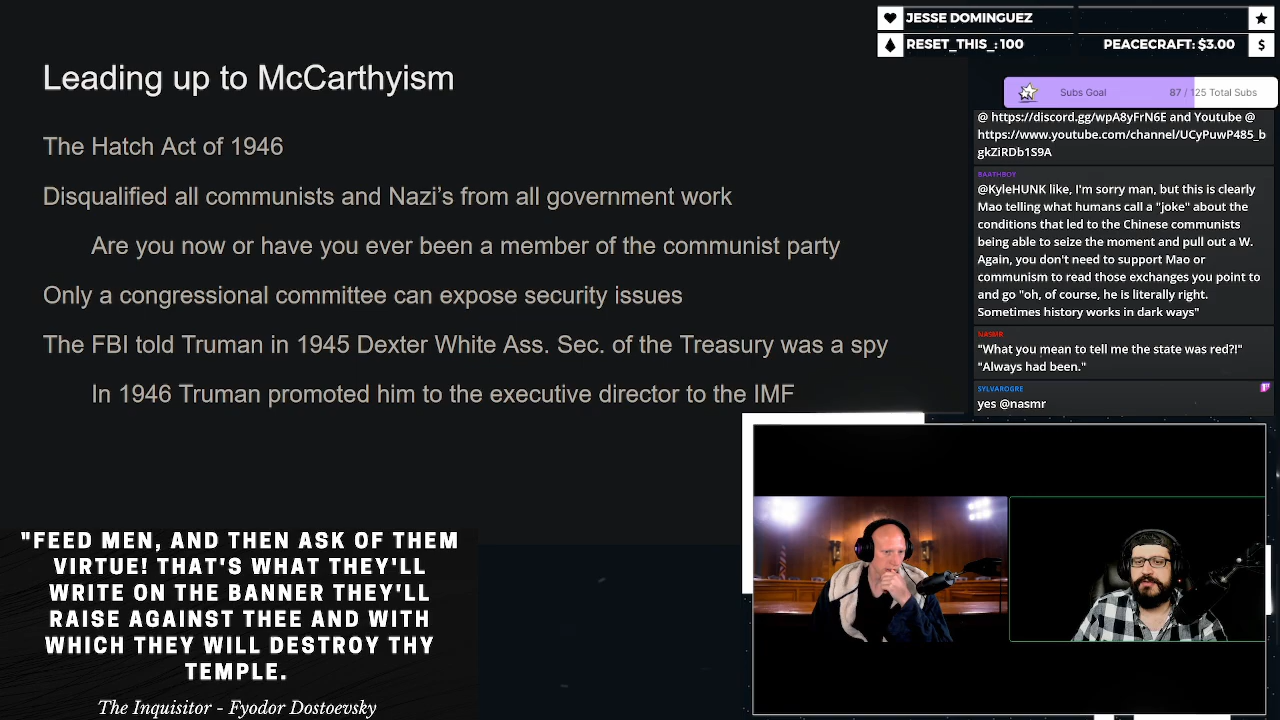 Leading up to McCarthyism
The Hatch Act of 1946
Disqualified all communists and Nazi's from all government work
Are you now or have you ever been a member of the communist party
Only a congressional committee can expose security issues
The FBI told Truman in 1945 Dexter White Ass. Sec. of the Treasury was a spy
In 1946 Truman promoted him to the executive director to the IMF
"FEED MEN, AND THEN ASK OF THEM
VIRTUE! THAT'S WHAT THEY'LL
WRITE ON THE BANNER THEY'LL
RAISE AGAINST THEE AND WITH
WHICH THEY WILL DESTROY THY
TEMPLE.
The Inquisitor - Fyodor Dostoevsky
JESSE DOMINGUEZ
RESET_THIS_: 100
PEACECRAFT: $3.00
$
Subs Goal 87 / 125 Total Subs
@ https://discord.gg/wpA8yFrN6E and Youtube @
https://www.youtube.com/channel/UCyPuwP485_b
gkZiRDb1S9A
BAATHBOY
@KyleHUNK like, I'm sorry man, but this is clearly
Mao telling what humans call a "joke" about the
conditions that led to the Chinese communists
being able to seize the moment and pull out a W.
Again, you don't need to support Mao or
communism to read those exchanges you point to
and go "oh, of course, he is literally right.
Sometimes history works in dark ways"
NASMR
"What you mean to tell me the state was red?!"
"Always had been."
SYLVAROGRE
yes @nasmr